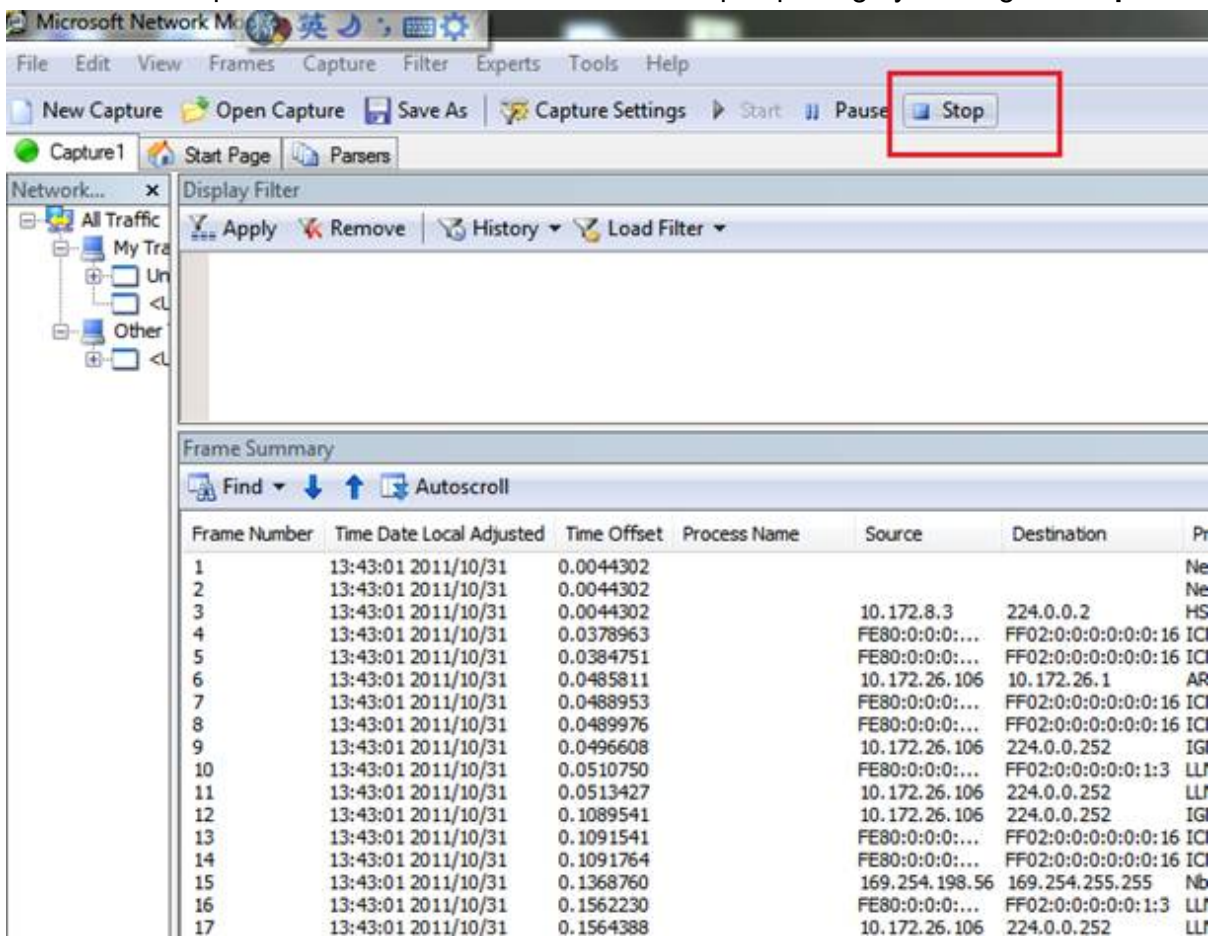 Microsoft Network Mo
英
File Edit View Frames Capture Filter Experts Tools Help
New Capture Open Capture Save As Capture Settings Start Pause Stop
Capture1 Start Page Parsers
Network... x Display Filter
All Traffic
My Tra
Un
<L
Other
<L
Apply Remove History Load Filter
Frame Summary
Find Autoscroll
Frame Number Time Date Local Adjusted Time Offset Process Name Source Destination Pr
1 13:43:01 2011/10/31 0.0044302 Ne
2 13:43:01 2011/10/31 0.0044302 Ne
3 13:43:01 2011/10/31 0.0044302 10.172.8.3 224.0.0.2 HS
4 13:43:01 2011/10/31 0.0378963 FE80:0:0:0:... FF02:0:0:0:0:0:0:16 ICI
5 13:43:01 2011/10/31 0.0384751 FE80:0:0:0:... FF02:0:0:0:0:0:0:16 ICI
6 13:43:01 2011/10/31 0.0485811 10.172.26.106 10.172.26.1 AR
7 13:43:01 2011/10/31 0.0488953 FE80:0:0:0:... FF02:0:0:0:0:0:0:16 ICI
8 13:43:01 2011/10/31 0.0489976 FE80:0:0:0:... FF02:0:0:0:0:0:0:16 ICI
9 13:43:01 2011/10/31 0.0496608 10.172.26.106 224.0.0.252 IGI
10 13:43:01 2011/10/31 0.0510750 FE80:0:0:0:... FF02:0:0:0:0:0:1:3 LLM
11 13:43:01 2011/10/31 0.0513427 10.172.26.106 224.0.0.252 LLM
12 13:43:01 2011/10/31 0.1089541 10.172.26.106 224.0.0.252 IGI
13 13:43:01 2011/10/31 0.1091541 FE80:0:0:0:... FF02:0:0:0:0:0:0:16 ICI
14 13:43:01 2011/10/31 0.1091764 FE80:0:0:0:... FF02:0:0:0:0:0:0:16 ICI
15 13:43:01 2011/10/31 0.1368760 169.254.198.56 169.254.255.255 Nb
16 13:43:01 2011/10/31 0.1562230 FE80:0:0:0:... FF02:0:0:0:0:0:1:3 LLM
17 13:43:01 2011/10/31 0.1564388 10.172.26.106 224.0.0.252 LLM